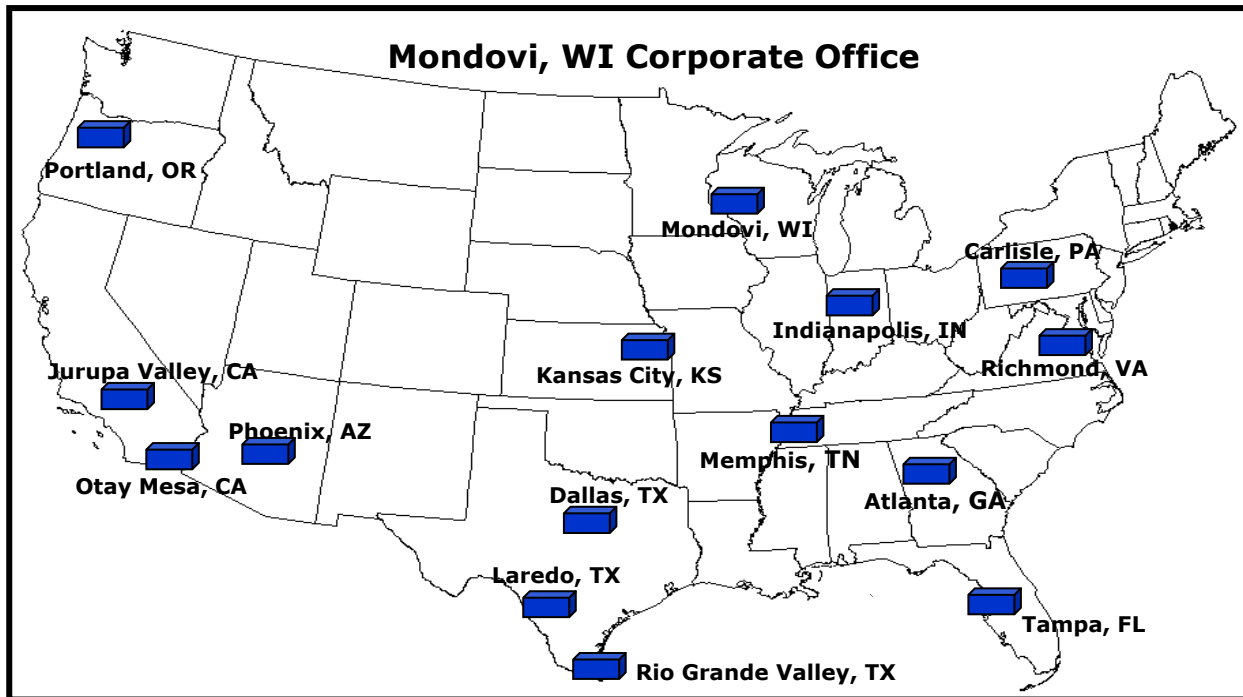 Mondovi, WI Corporate Office
Portland, OR
Mondovi, WI
Carlisle, PA
Indianapolis, IN
Richmond, VA
Jurupa Valley, CA
Kansas City, KS
Phoenix, AZ
Memphis, TN
Otay Mesa, CA
Dallas, TX
Atlanta, GA
Laredo, TX
Tampa, FL
Rio Grande Valley, TX